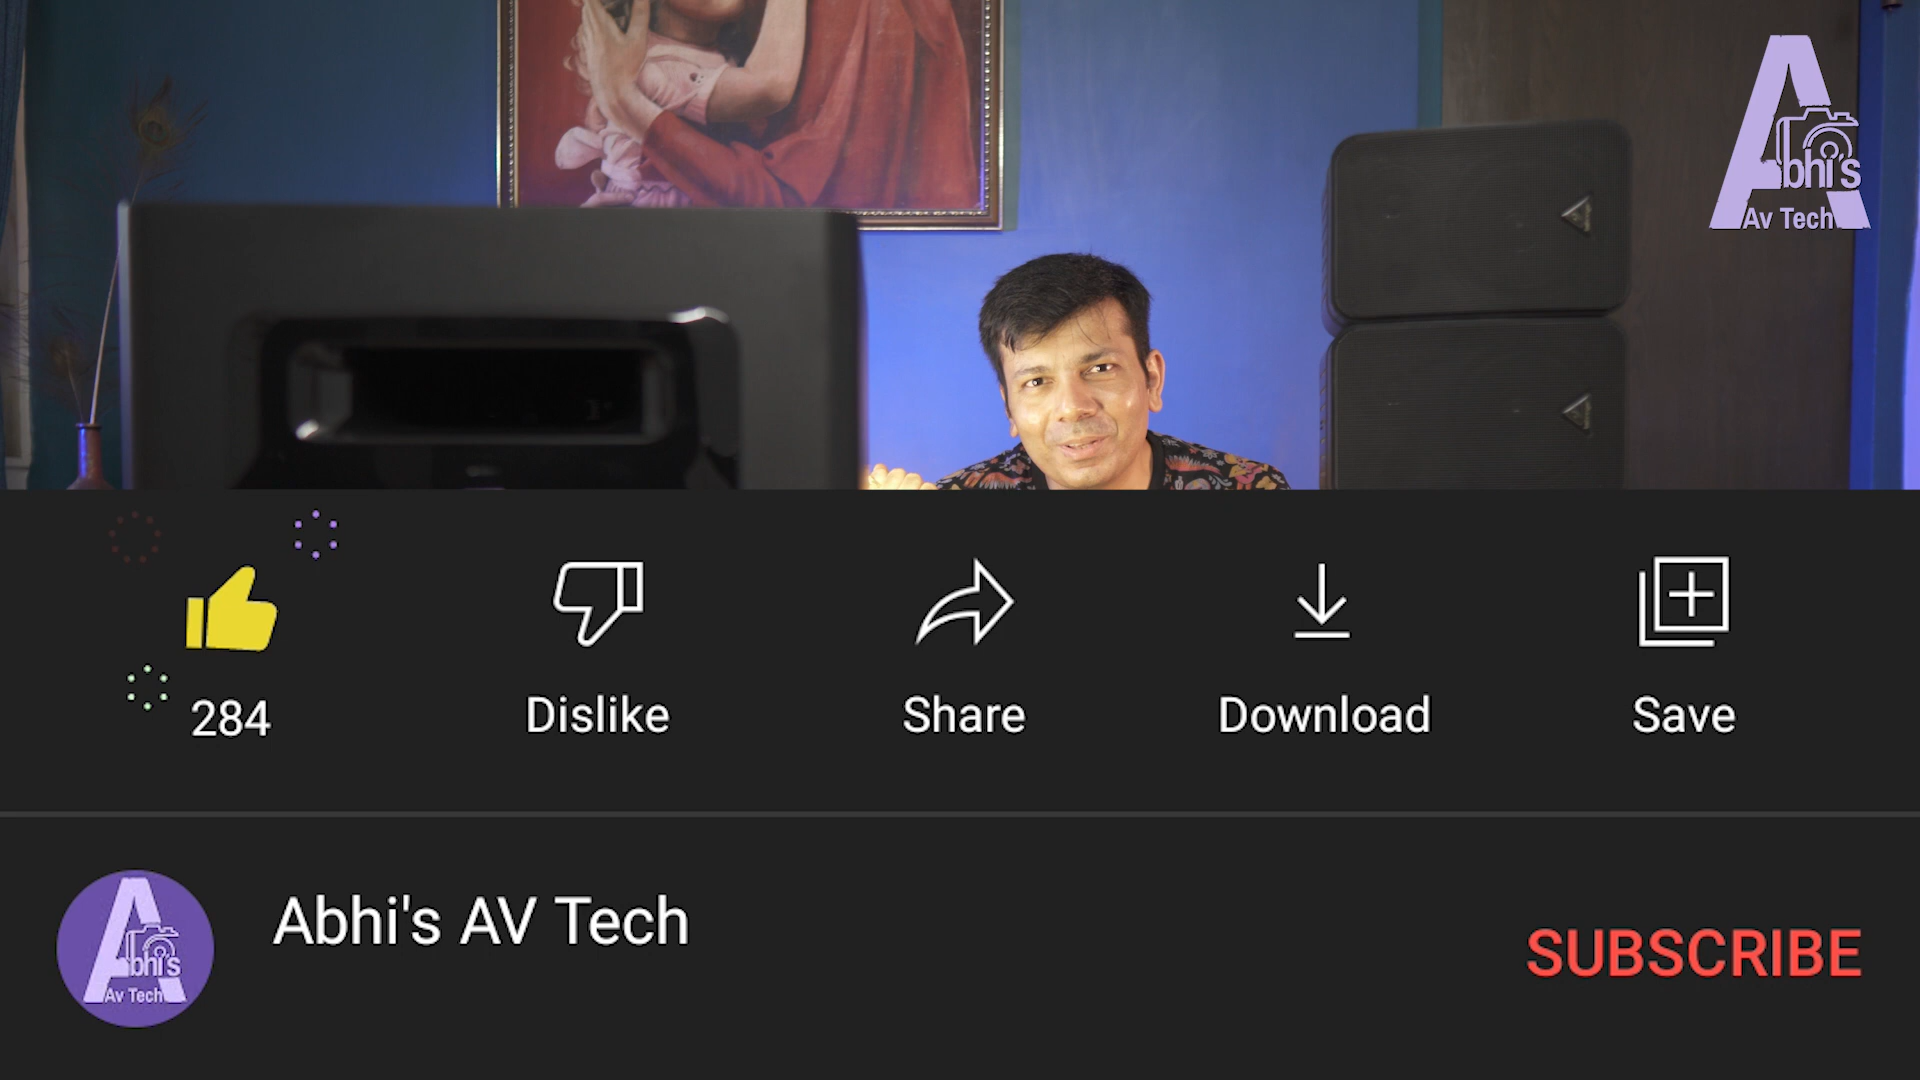 Abhi's
Av Tech
284
Dislike
Share
Download
Save
Abhi's AV Tech
SUBSCRIBE
Abhi's
Av Tech